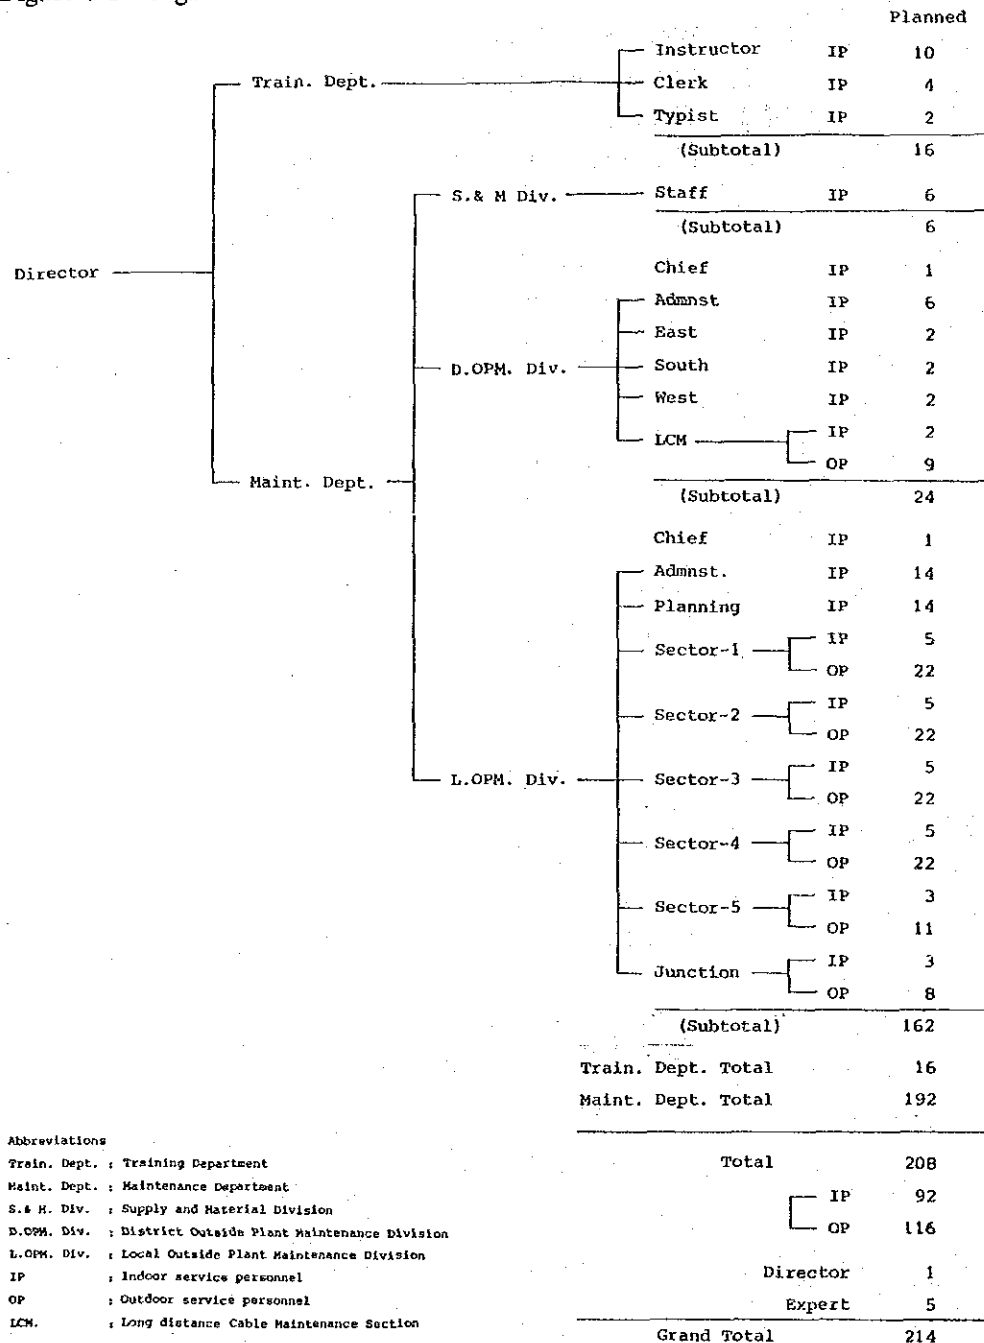 Planned
Instructor IP 10
Train. Dept. Clerk IP 4
Typist IP 2
(Subtotal) 16
S.& M Div. Staff IP 6
(Subtotal) 6
Director
Chief IP 1
Admnst IP 6
East IP 2
D.OPM. Div. South IP 2
West IP 2
LCM IP 2
OP 9
Maint. Dept.
(Subtotal) 24
Chief IP 1
Admnst. IP 14
Planning IP 14
Sector-1 IP 5
OP 22
Sector-2 IP 5
OP 22
L.OPM. Div. Sector-3 IP 5
OP 22
Sector-4 IP 5
OP 22
Sector-5 IP 3
OP 11
Junction IP 3
OP 8
(Subtotal) 162
Train. Dept. Total 16
Maint. Dept. Total 192
Total 208
IP 92
OP 116
Director 1
Expert 5
Grand Total 214
Abbreviations
Train. Dept. ; Training Department
Maint. Dept. ; Maintenance Department
S.& M. Div. ; Supply and Material Division
D.OPM. Div. ; District Outside Plant Maintenance Division
L.OPM. Div. ; Local Outside Plant Maintenance Division
IP ; Indoor service personnel
OP ; Outdoor service personnel
LCM. ; Long distance Cable Maintenance Section